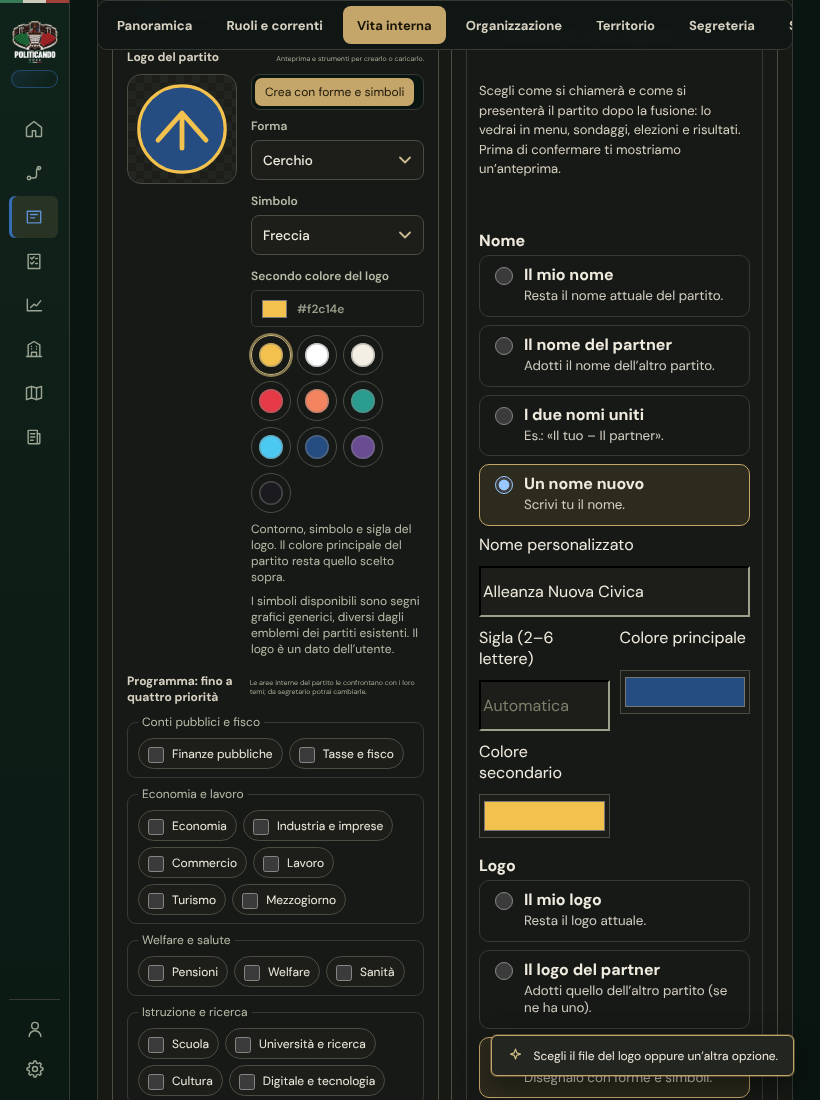 Panoramica
Ruoli e correnti
Vita interna
Organizzazione
Territorio
Segreteria
POLITICANDO
Logo del partito
Anteprima e strumenti per crearlo o caricarlo.
Crea con forme e simboli
Forma
Cerchio
Simbolo
Freccia
Secondo colore del logo
#f2c14e
Contorno, simbolo e sigla del
logo. Il colore principale del
partito resta quello scelto
sopra.
I simboli disponibili sono segni
grafici generici, diversi dagli
emblemi dei partiti esistenti. Il
logo è un dato dell’utente.
Programma: fino a
quattro priorità
Le aree interne del partito le confrontano con i loro
temi; da segretario potrai cambiarle.
Conti pubblici e fisco
Finanze pubbliche
Tasse e fisco
Economia e lavoro
Economia
Industria e imprese
Commercio
Lavoro
Turismo
Mezzogiorno
Welfare e salute
Pensioni
Welfare
Sanità
Istruzione e ricerca
Scuola
Università e ricerca
Cultura
Digitale e tecnologia
Scegli come si chiamerà e come si
presenterà il partito dopo la fusione: lo
vedrai in menu, sondaggi, elezioni e risultati.
Prima di confermare ti mostriamo
un’anteprima.
Nome
Il mio nome
Resta il nome attuale del partito.
Il nome del partner
Adotti il nome dell’altro partito.
I due nomi uniti
Es.: «Il tuo – Il partner».
Un nome nuovo
Scrivi tu il nome.
Nome personalizzato
Alleanza Nuova Civica
Sigla (2–6
lettere)
Automatica
Colore principale
Colore
secondario
Logo
Il mio logo
Resta il logo attuale.
Il logo del partner
Adotti quello dell’altro partito (se
ne ha uno).
Scegli il file del logo oppure un’altra opzione.
Disegnalo con forme e simboli.